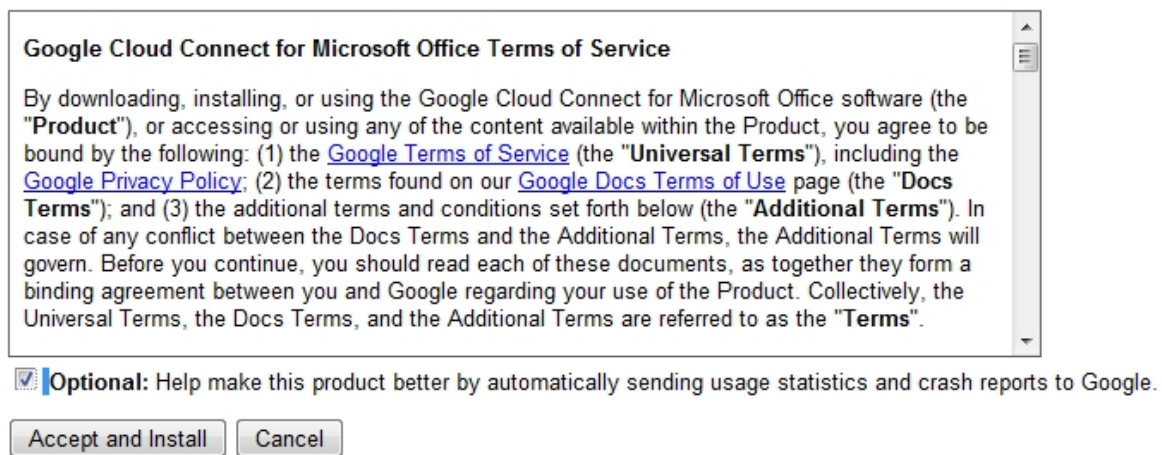 Google Cloud Connect for Microsoft Office Terms of Service
By downloading, installing, or using the Google Cloud Connect for Microsoft Office software (the
"Product"), or accessing or using any of the content available within the Product, you agree to be
bound by the following: (1) the Google Terms of Service (the "Universal Terms"), including the
Google Privacy Policy; (2) the terms found on our Google Docs Terms of Use page (the "Docs
Terms"); and (3) the additional terms and conditions set forth below (the "Additional Terms"). In
case of any conflict between the Docs Terms and the Additional Terms, the Additional Terms will
govern. Before you continue, you should read each of these documents, as together they form a
binding agreement between you and Google regarding your use of the Product. Collectively, the
Universal Terms, the Docs Terms, and the Additional Terms are referred to as the "Terms".
Optional: Help make this product better by automatically sending usage statistics and crash reports to Google.
Accept and Install Cancel